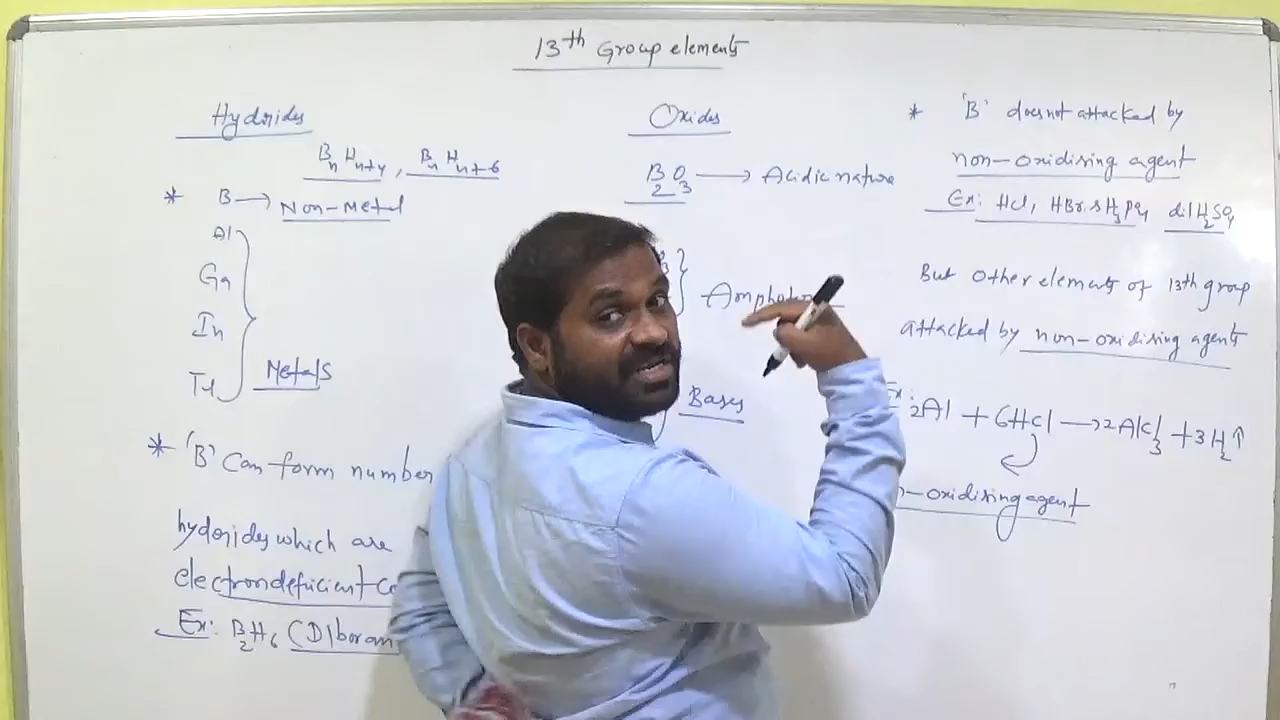 13th Group elements
Hydrides
BnHn+4, BnHn+6
* B → Non-Metal
Al
Ga
In
Tl
Metals
* 'B' Can form number
hydrides which are
electrondeficient
Ex: B2H6 (Diboran
Oxides
B2O3 → Acidic nature
Bases
* 'B' doesnot attacked by
non-oxidising agent
Ex: HCl, HBr, H3PO4 dil H2SO4
But other elements of 13th group
attacked by non-oxidising agents
Ex: 2Al + 6HCl → 2AlCl3 + 3H2↑
n-oxidising agent